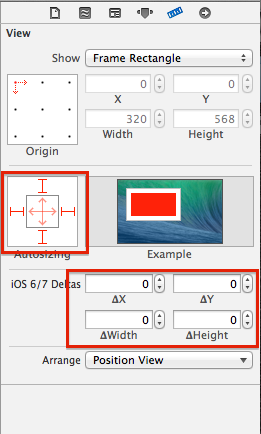 View
Show Frame Rectangle
0 0
X Y
320 568
Width Height
Origin
Autosizing Example
iOS 6/7 Deltas 0 0
ΔX ΔY
0 0
ΔWidth ΔHeight
Arrange Position View